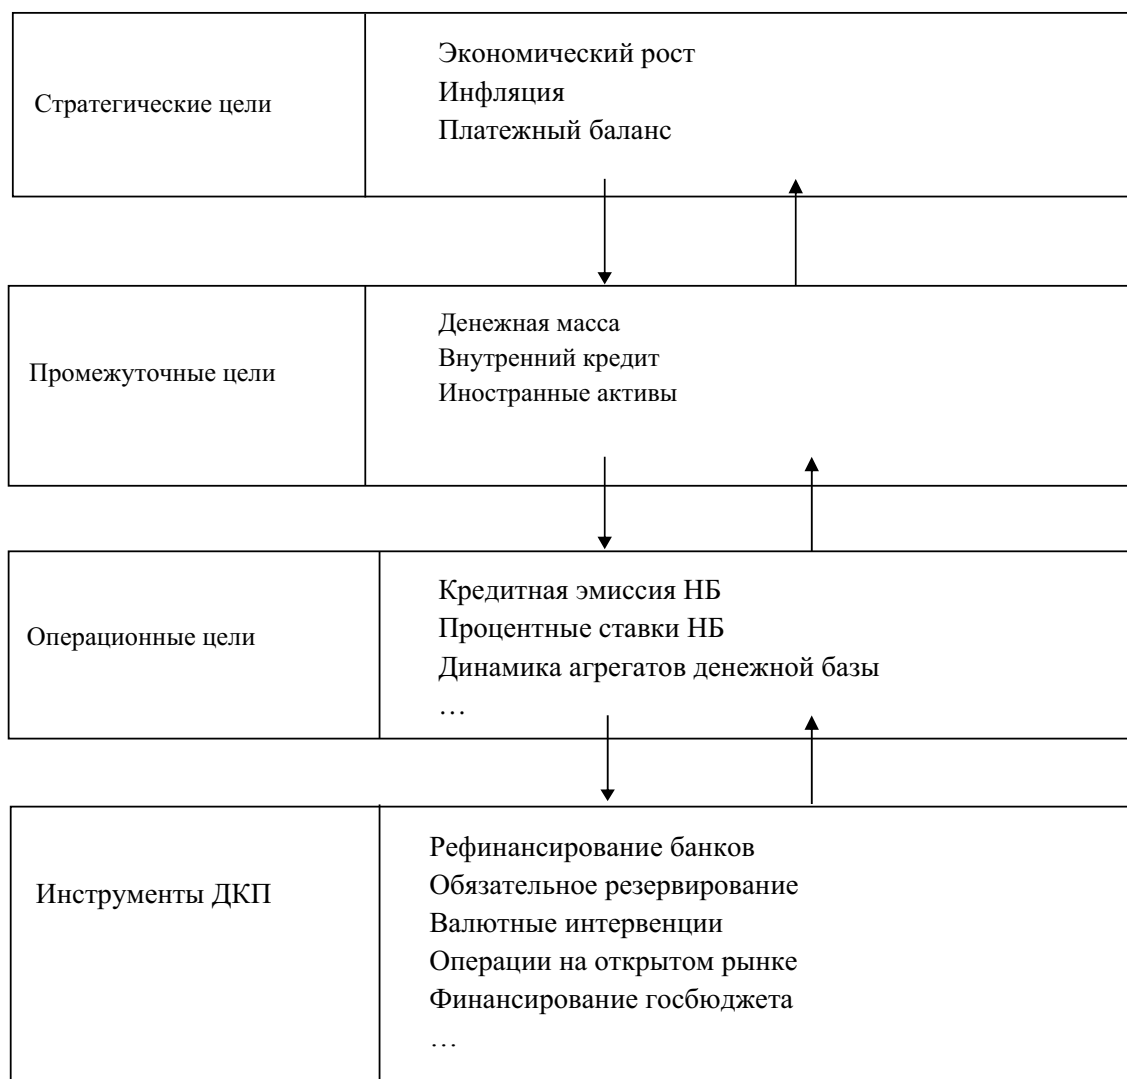 Стратегические цели
Экономический рост
Инфляция
Платежный баланс
Промежуточные цели
Денежная масса
Внутренний кредит
Иностранные активы
Операционные цели
Кредитная эмиссия НБ
Процентные ставки НБ
Динамика агрегатов денежной базы
…
Инструменты ДКП
Рефинансирование банков
Обязательное резервирование
Валютные интервенции
Операции на открытом рынке
Финансирование госбюджета
…